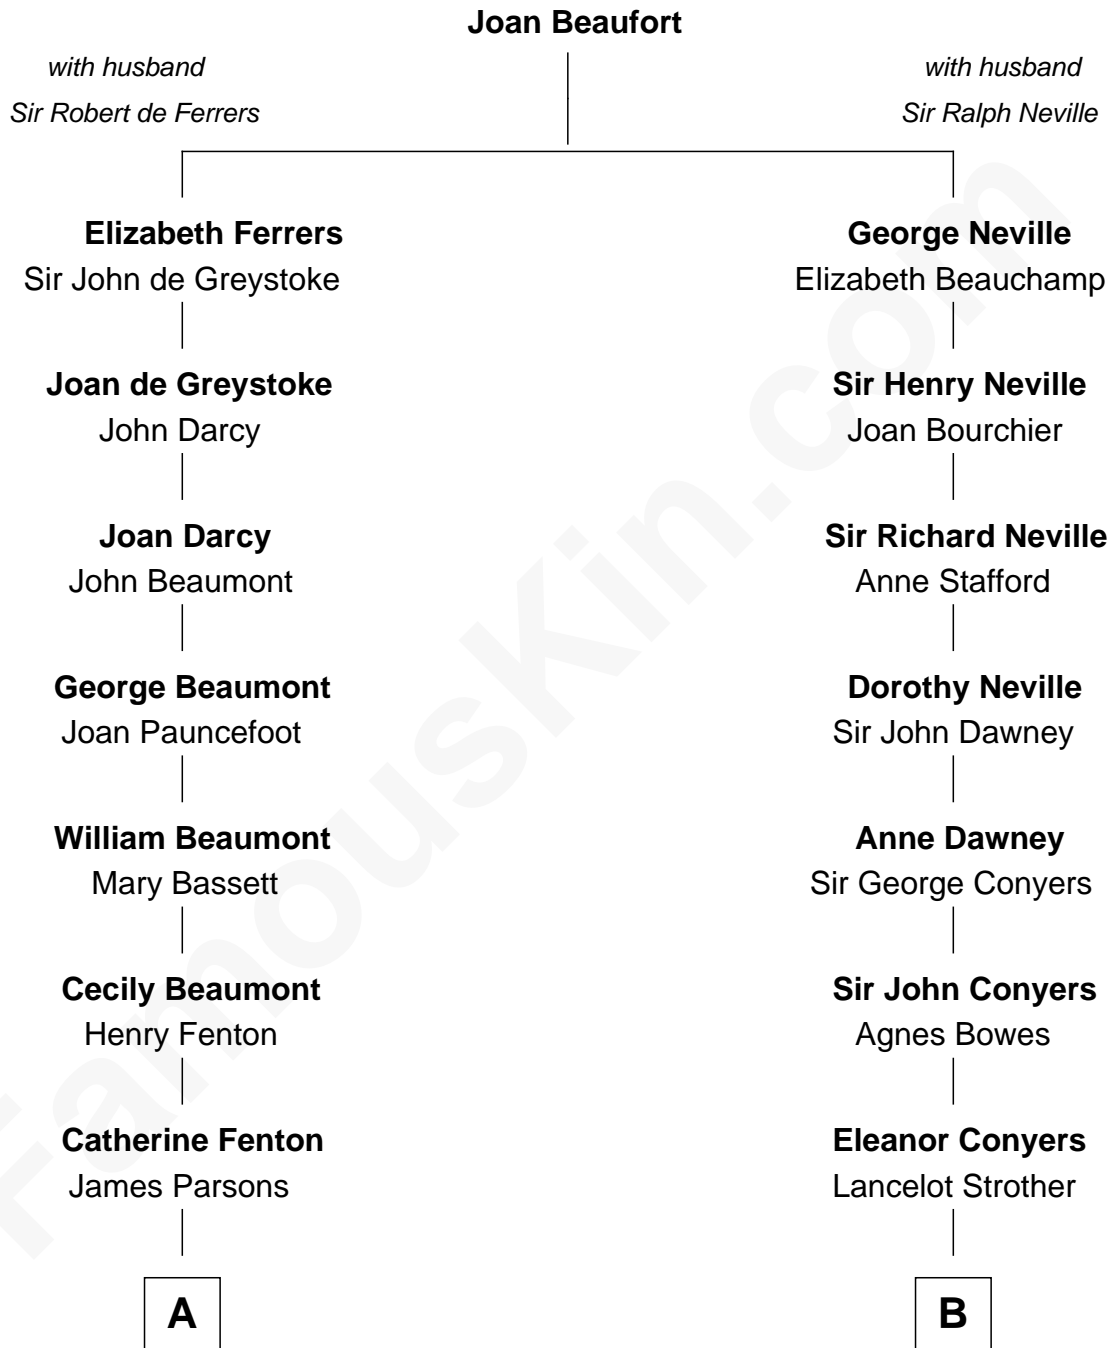 Joan Beaufort
with husband
Sir Robert de Ferrers
with husband
Sir Ralph Neville
Elizabeth Ferrers
Sir John de Greystoke
George Neville
Elizabeth Beauchamp
Joan de Greystoke
John Darcy
Sir Henry Neville
Joan Bourchier
Joan Darcy
John Beaumont
Sir Richard Neville
Anne Stafford
George Beaumont
Joan Pauncefoot
Dorothy Neville
Sir John Dawney
William Beaumont
Mary Bassett
Anne Dawney
Sir George Conyers
Cecily Beaumont
Henry Fenton
Sir John Conyers
Agnes Bowes
Catherine Fenton
James Parsons
Eleanor Conyers
Lancelot Strother
A
B
FamousKin.com